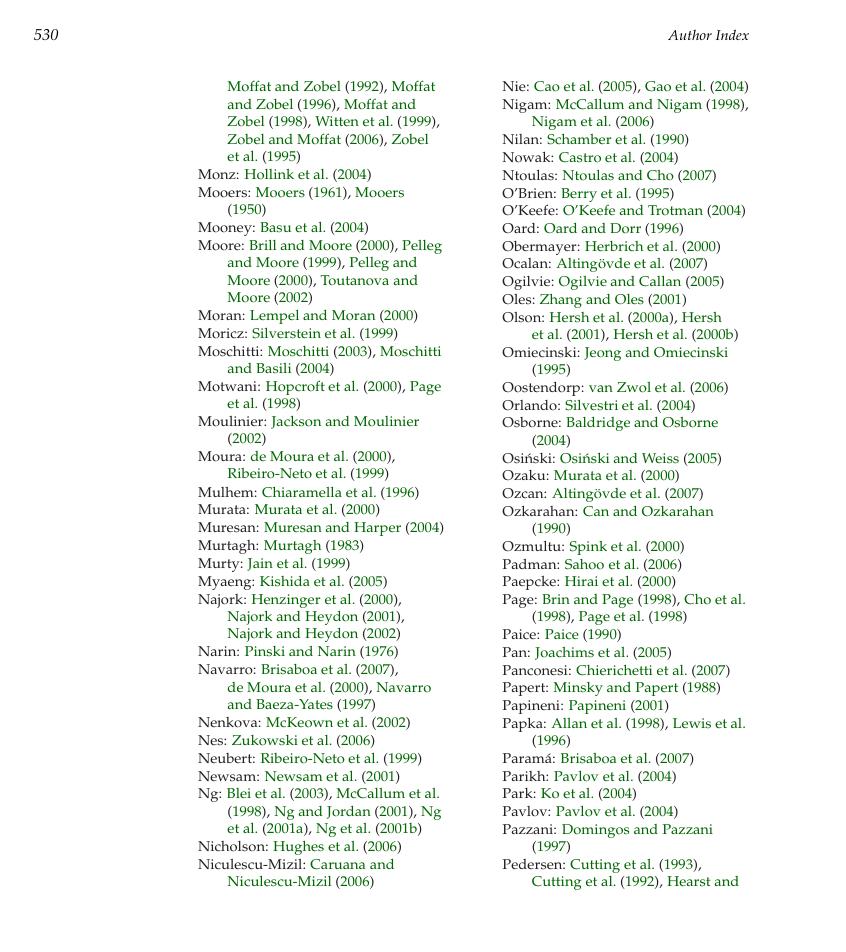 530
Author Index
Moffat and Zobel (1992), Moffat
and Zobel (1996), Moffat and
Zobel (1998), Witten et al. (1999),
Zobel and Moffat (2006), Zobel
et al. (1995)
Monz: Hollink et al. (2004)
Mooers: Mooers (1961), Mooers
(1950)
Mooney: Basu et al. (2004)
Moore: Brill and Moore (2000), Pelleg
and Moore (1999), Pelleg and
Moore (2000), Toutanova and
Moore (2002)
Moran: Lempel and Moran (2000)
Moricz: Silverstein et al. (1999)
Moschitti: Moschitti (2003), Moschitti
and Basili (2004)
Motwani: Hopcroft et al. (2000), Page
et al. (1998)
Moulinier: Jackson and Moulinier
(2002)
Moura: de Moura et al. (2000),
Ribeiro-Neto et al. (1999)
Mulhem: Chiaramella et al. (1996)
Murata: Murata et al. (2000)
Muresan: Muresan and Harper (2004)
Murtagh: Murtagh (1983)
Murty: Jain et al. (1999)
Myaeng: Kishida et al. (2005)
Najork: Henzinger et al. (2000),
Najork and Heydon (2001),
Najork and Heydon (2002)
Narin: Pinski and Narin (1976)
Navarro: Brisaboa et al. (2007),
de Moura et al. (2000), Navarro
and Baeza-Yates (1997)
Nenkova: McKeown et al. (2002)
Nes: Zukowski et al. (2006)
Neubert: Ribeiro-Neto et al. (1999)
Newsam: Newsam et al. (2001)
Ng: Blei et al. (2003), McCallum et al.
(1998), Ng and Jordan (2001), Ng
et al. (2001a), Ng et al. (2001b)
Nicholson: Hughes et al. (2006)
Niculescu-Mizil: Caruana and
Niculescu-Mizil (2006)
Nie: Cao et al. (2005), Gao et al. (2004)
Nigam: McCallum and Nigam (1998),
Nigam et al. (2006)
Nilan: Schamber et al. (1990)
Nowak: Castro et al. (2004)
Ntoulas: Ntoulas and Cho (2007)
O’Brien: Berry et al. (1995)
O’Keefe: O’Keefe and Trotman (2004)
Oard: Oard and Dorr (1996)
Obermayer: Herbrich et al. (2000)
Ocalan: Altingövde et al. (2007)
Ogilvie: Ogilvie and Callan (2005)
Oles: Zhang and Oles (2001)
Olson: Hersh et al. (2000a), Hersh
et al. (2001), Hersh et al. (2000b)
Omiecinski: Jeong and Omiecinski
(1995)
Oostendorp: van Zwol et al. (2006)
Orlando: Silvestri et al. (2004)
Osborne: Baldridge and Osborne
(2004)
Osiński: Osiński and Weiss (2005)
Ozaku: Murata et al. (2000)
Ozcan: Altingövde et al. (2007)
Ozkarahan: Can and Ozkarahan
(1990)
Ozmultu: Spink et al. (2000)
Padman: Sahoo et al. (2006)
Paepcke: Hirai et al. (2000)
Page: Brin and Page (1998), Cho et al.
(1998), Page et al. (1998)
Paice: Paice (1990)
Pan: Joachims et al. (2005)
Panconesi: Chierichetti et al. (2007)
Papert: Minsky and Papert (1988)
Papineni: Papineni (2001)
Papka: Allan et al. (1998), Lewis et al.
(1996)
Paramá: Brisaboa et al. (2007)
Parikh: Pavlov et al. (2004)
Park: Ko et al. (2004)
Pavlov: Pavlov et al. (2004)
Pazzani: Domingos and Pazzani
(1997)
Pedersen: Cutting et al. (1993),
Cutting et al. (1992), Hearst and